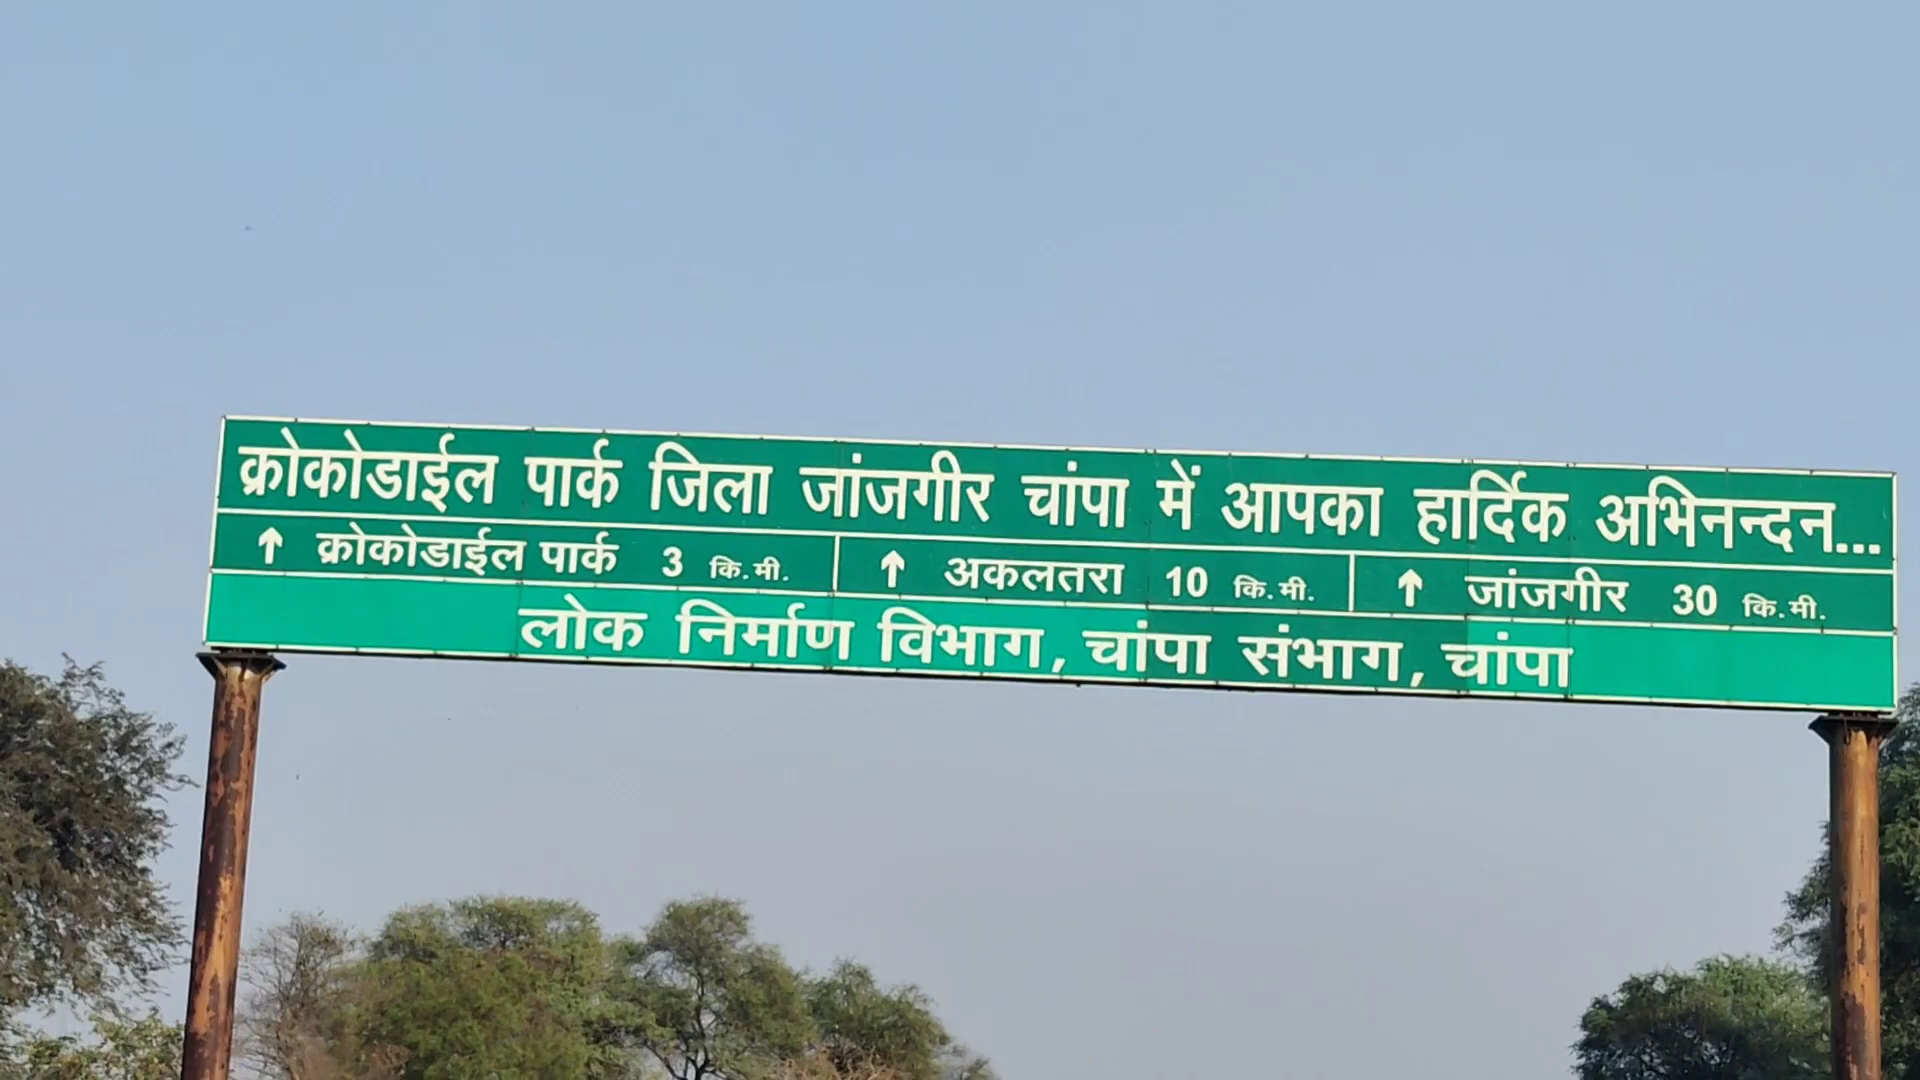 क्रोकोडाईल पार्क जिला जांजगीर चांपा में आपका हार्दिक अभिनन्दन...
↑ क्रोकोडाईल पार्क 3 कि.मी. ↑ अकलतरा 10 कि.मी. ↑ जांजगीर 30 कि.मी.
लोक निर्माण विभाग, चांपा संभाग, चांपा